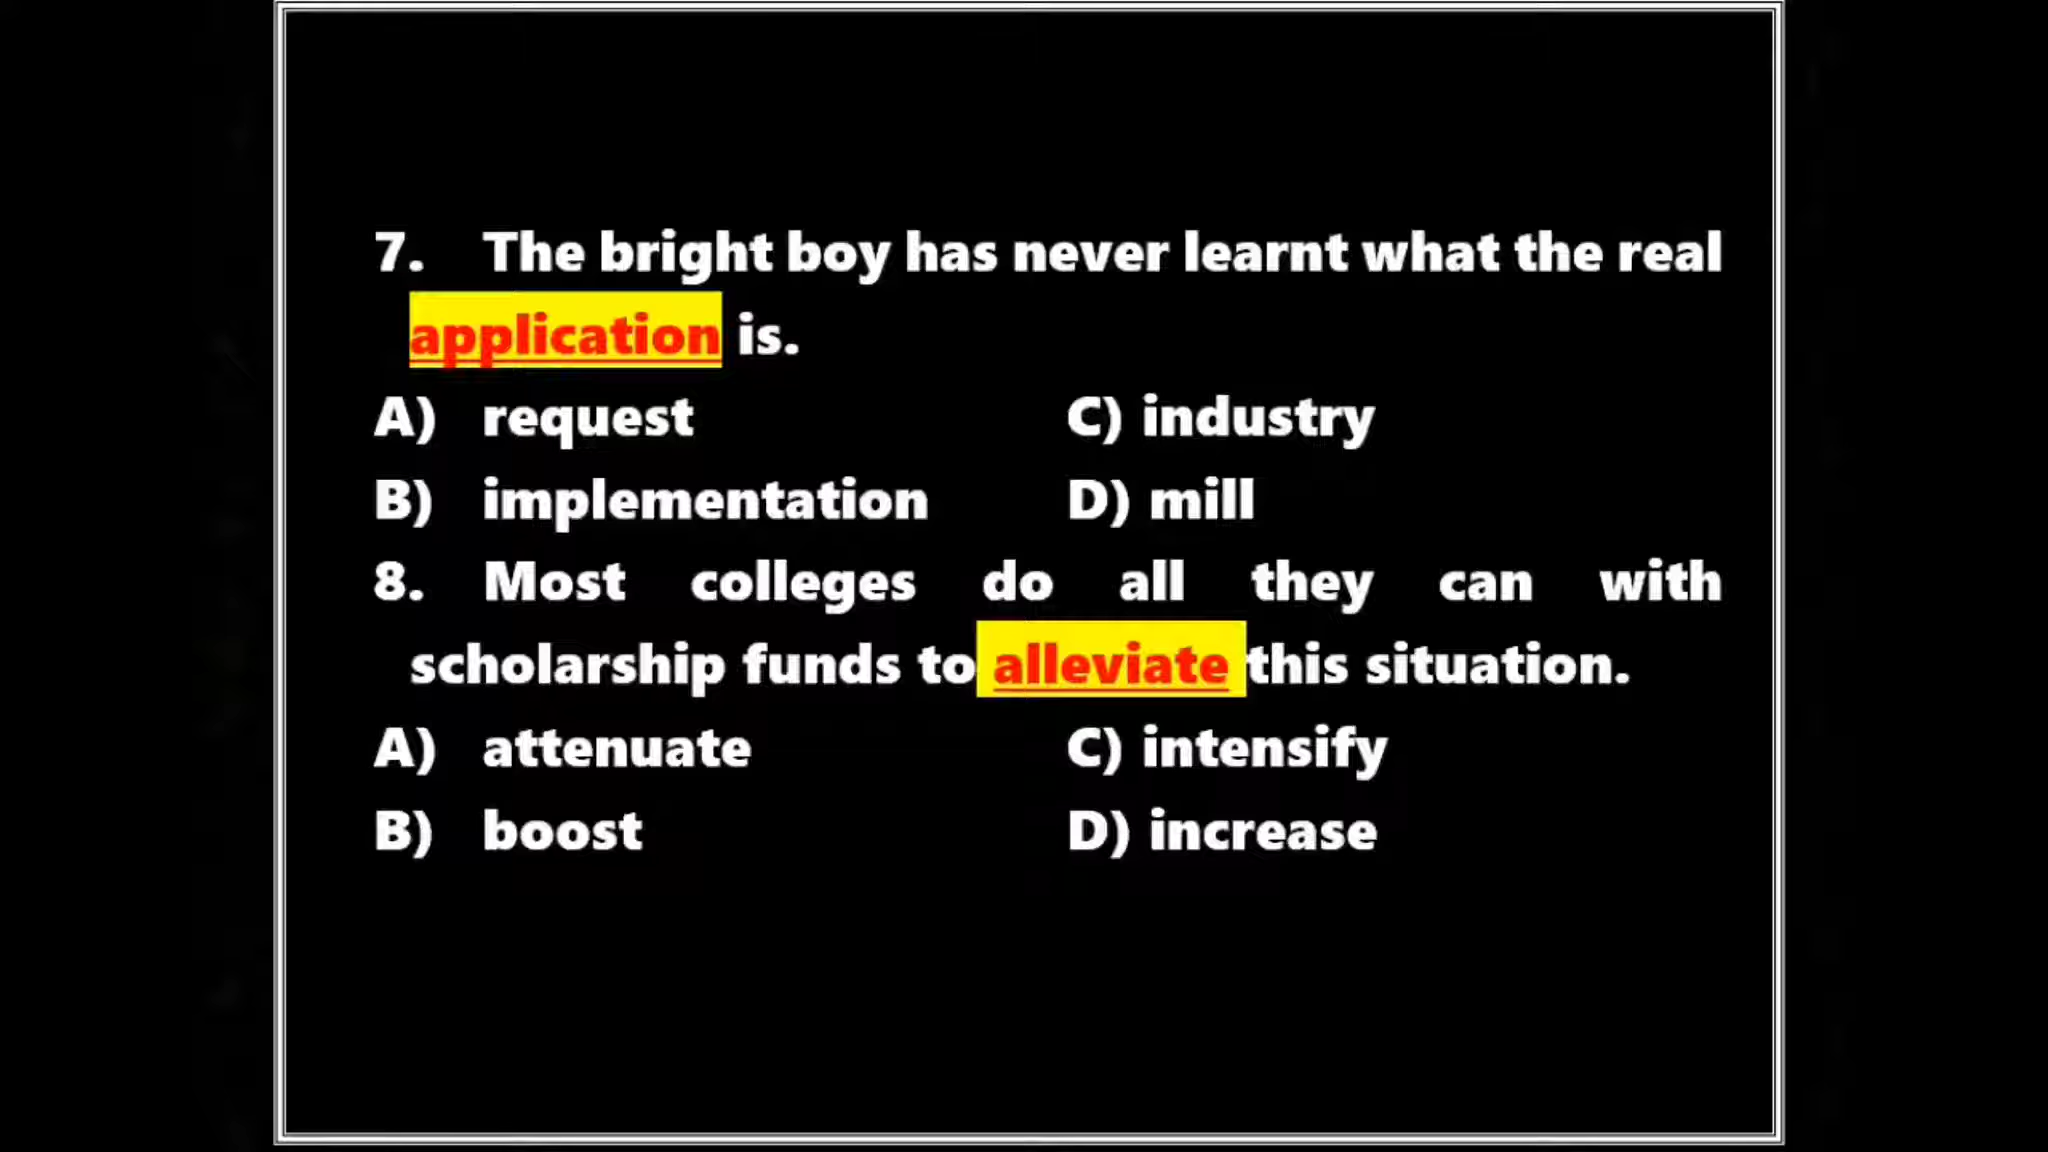 7. The bright boy has never learnt what the real
application is.
A) request C) industry
B) implementation D) mill
8. Most colleges do all they can with
scholarship funds to alleviate this situation.
A) attenuate C) intensify
B) boost D) increase